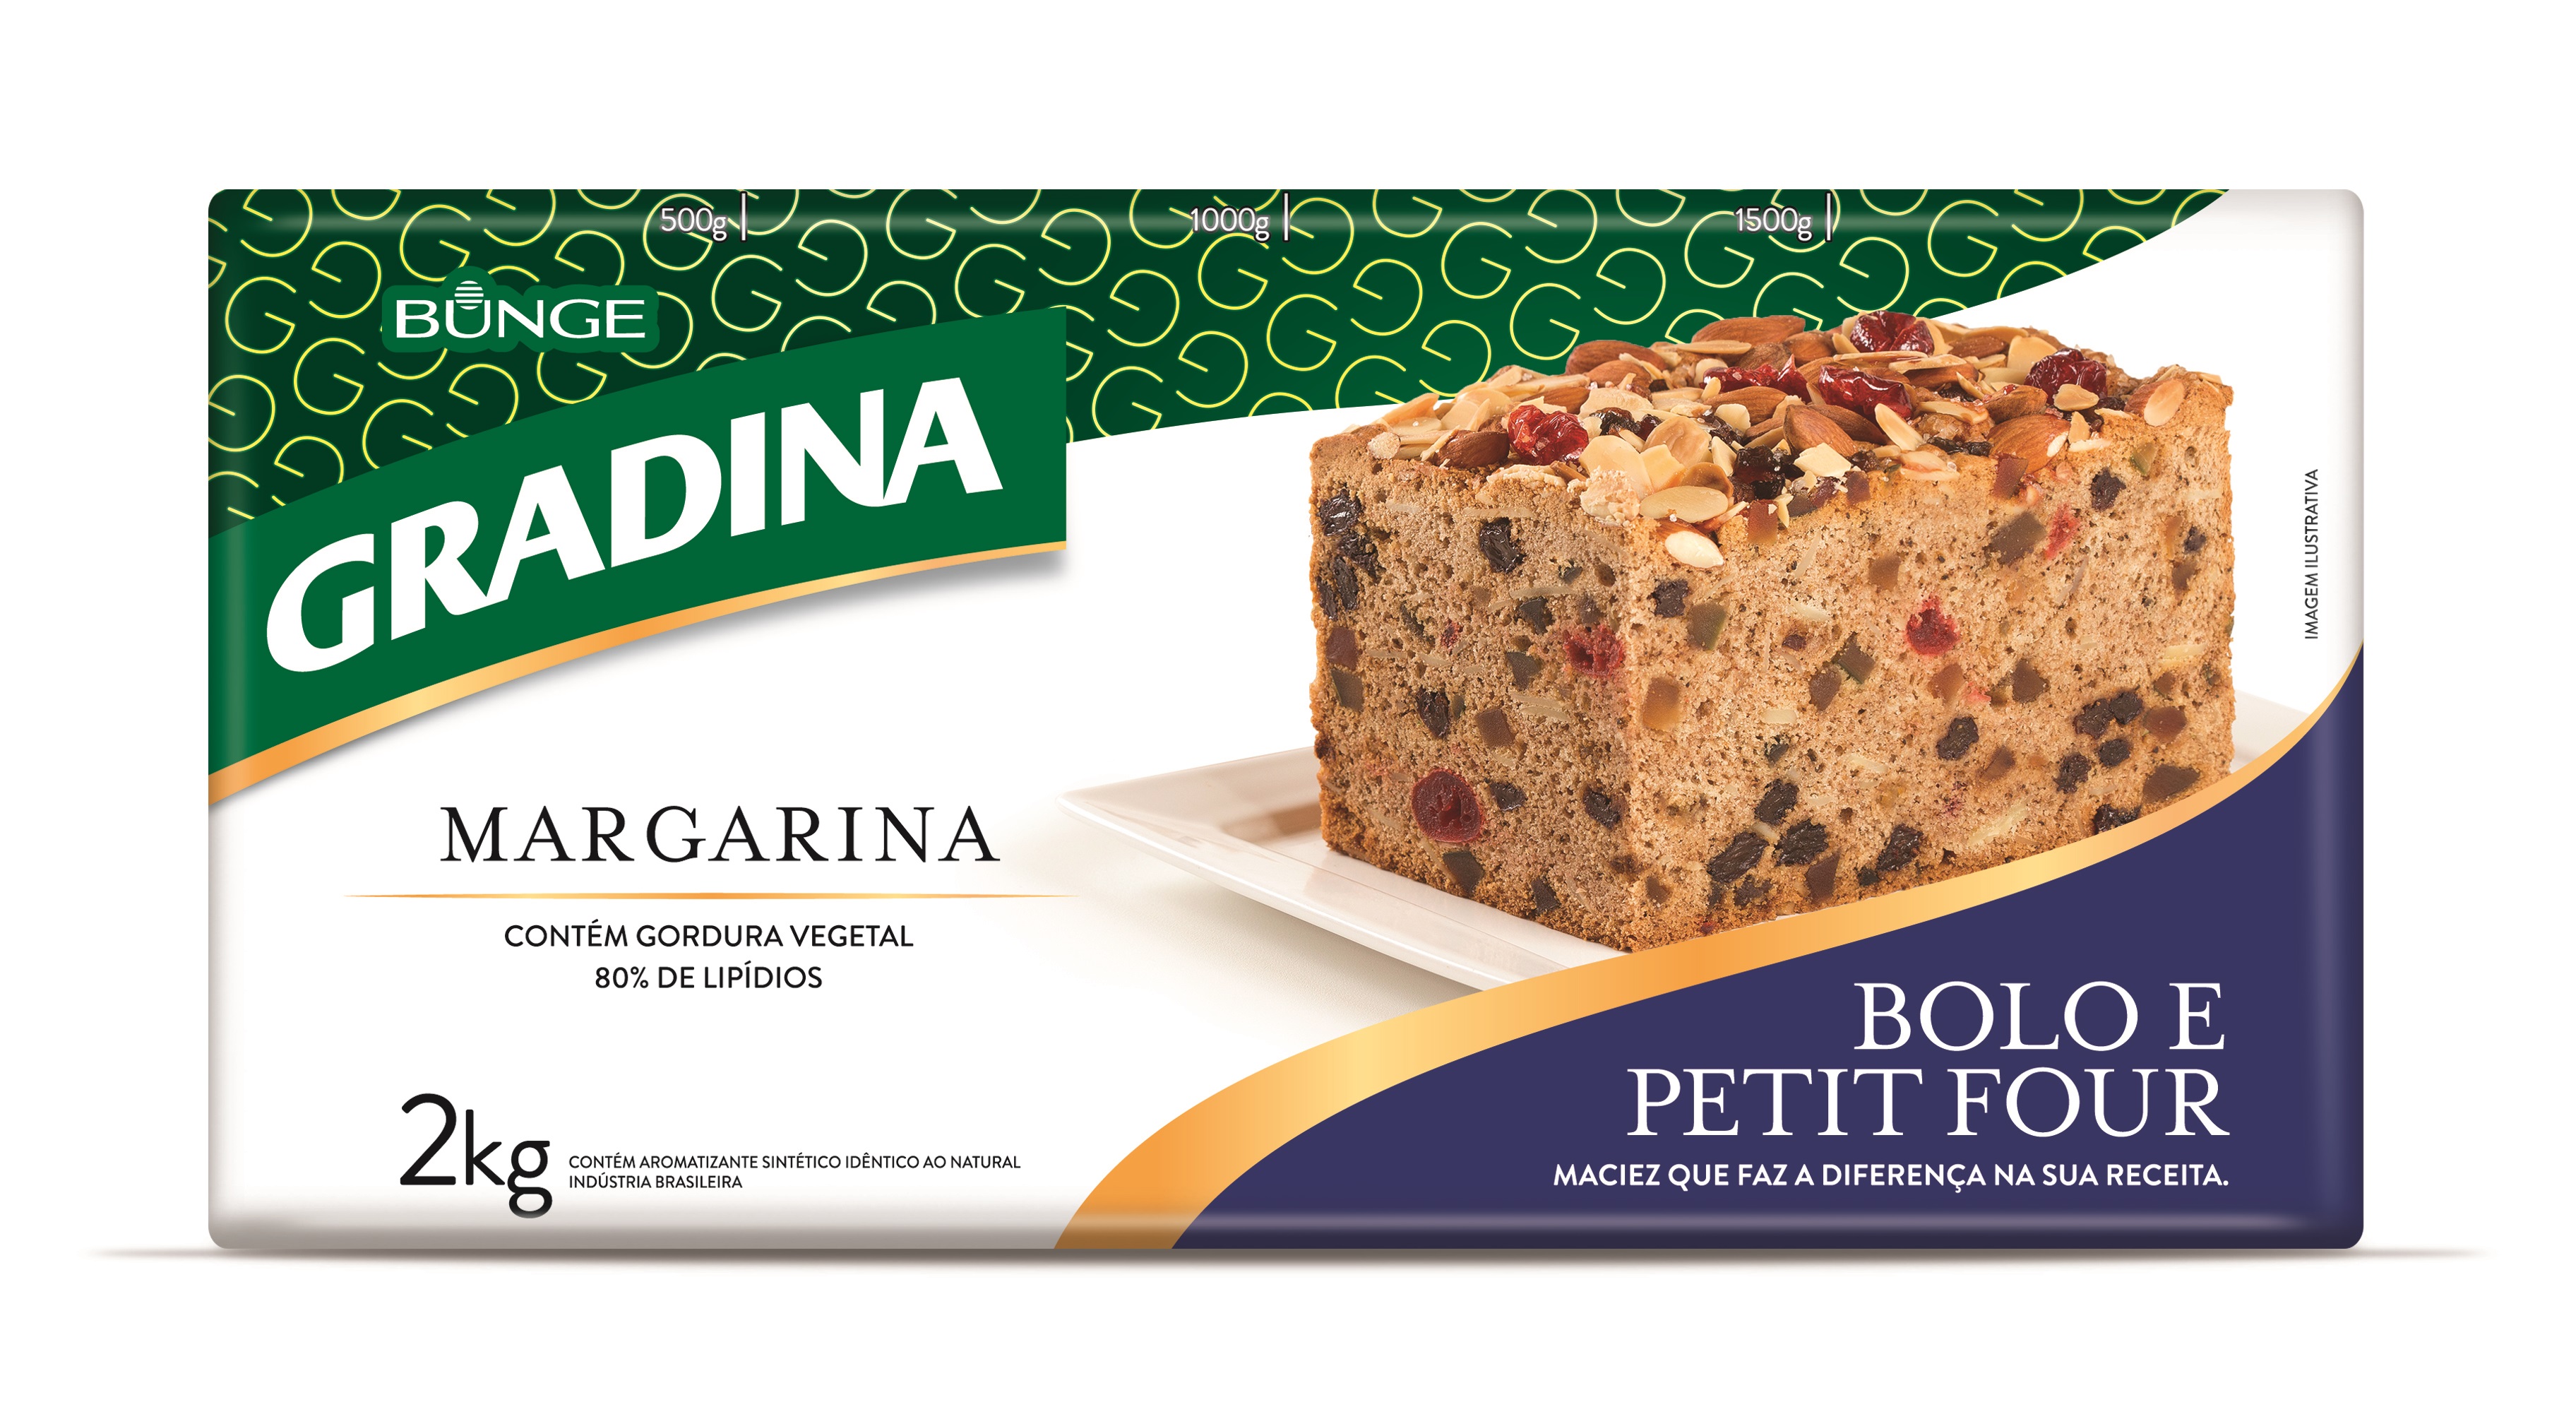 500g
1000g
1500g
BUNGE
GRADINA
MARGARINA
CONTÉM GORDURA VEGETAL
80% DE LIPÍDIOS
2kg
CONTÉM AROMATIZANTE SINTÉTICO IDÊNTICO AO NATURAL
INDÚSTRIA BRASILEIRA
IMAGEM ILUSTRATIVA
BOLO E
PETIT FOUR
MACIEZ QUE FAZ A DIFERENÇA NA SUA RECEITA.